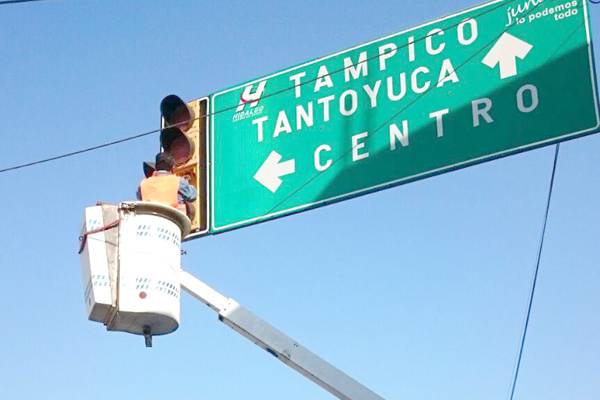 juntos
lo podemos
todo
TAMPICO
HIDALGO
TANTOYUCA
CENTRO